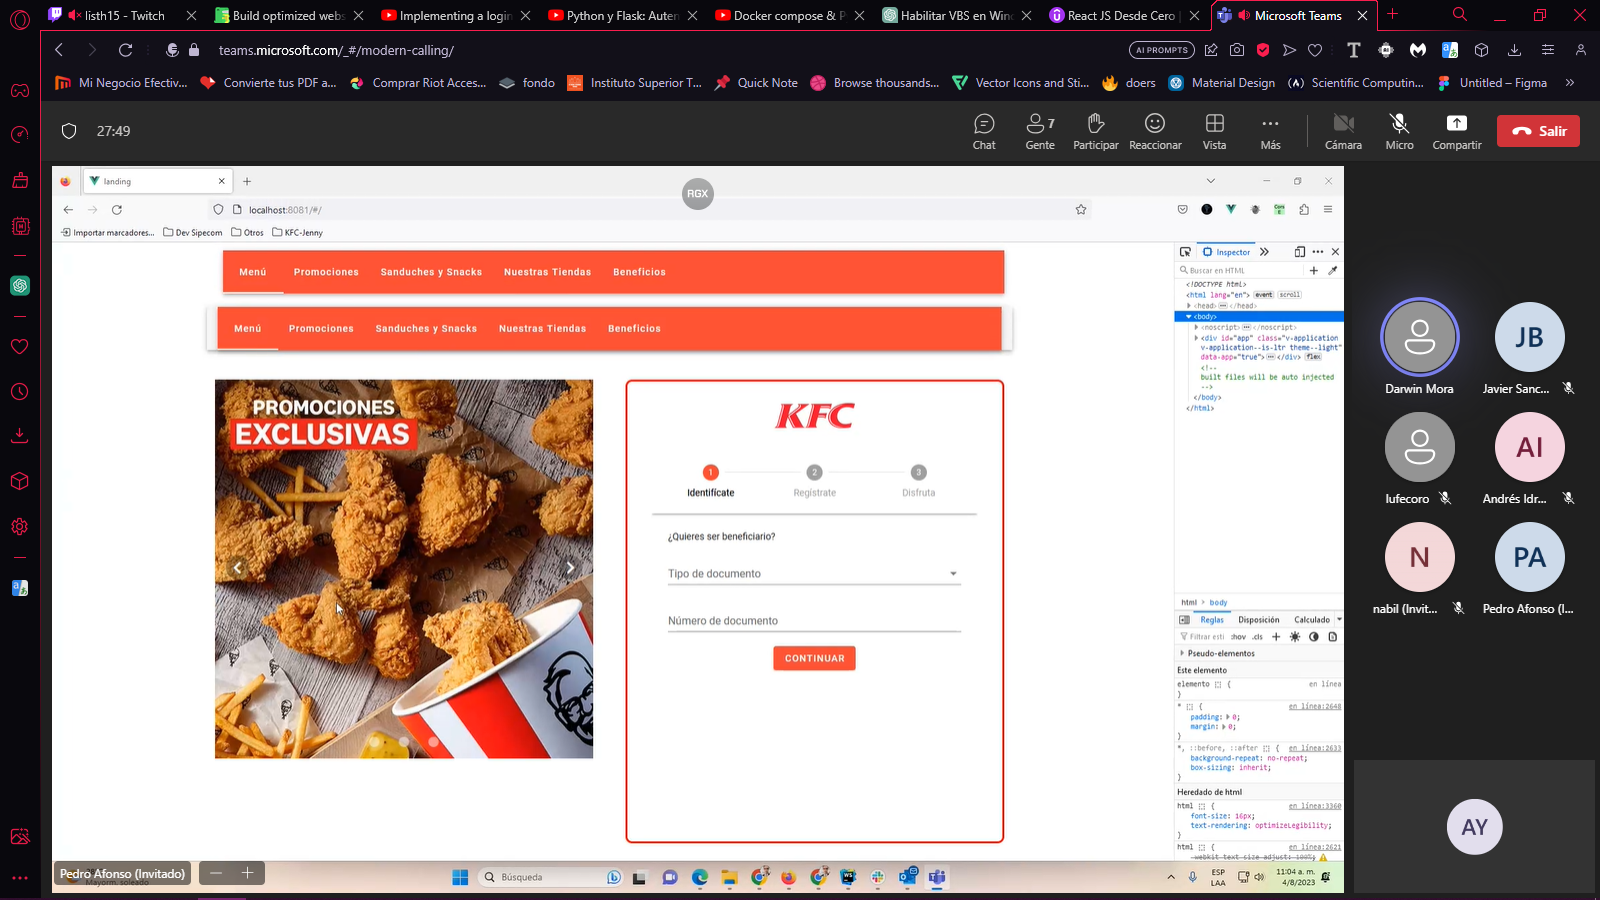 listh15 - Twitch
Build optimized webs
Implementing a login
Python y Flask: Auten
Docker compose & P
Habilitar VBS en Wind
React JS Desde Cero |
Microsoft Teams
teams.microsoft.com/_#/modern-calling/
AI PROMPTS
Mi Negocio Efectiv...
Convierte tus PDF a...
Comprar Riot Acces...
fondo
Instituto Superior T...
Quick Note
Browse thousands...
Vector Icons and Sti...
doers
Material Design
Scientific Computin...
Untitled – Figma
27:49
Chat
7
Gente
Participar
Reaccionar
Vista
Más
Cámara
Micro
Compartir
Salir
landing
RGX
localhost:8081/#/
Importar marcadores...
Dev Sipecom
Otros
KFC-Jenny
Menú
Promociones
Sanduches y Snacks
Nuestras Tiendas
Beneficios
Menú
Promociones
Sanduches y Snacks
Nuestras Tiendas
Beneficios
PROMOCIONES
EXCLUSIVAS
KFC
1
2
3
Identifícate
Regístrate
Disfruta
¿Quieres ser beneficiario?
Tipo de documento
Número de documento
CONTINUAR
Inspector
Buscar en HTML
<!DOCTYPE html>
<html lang="en"> event scroll
<head> </head>
<body>
<noscript> </noscript>
<div id="app" class="v-application
v-application--is-ltr theme--light"
data-app="true"> </div> flex
<!--
built files will be auto injected
-->
</body>
</html>
html > body
Reglas
Disposición
Calculado
Filtrar esti
:hov .cls
Pseudo-elementos
Este elemento
elemento {
en línea
}
* {
en línea:2648
padding: 0;
margin: 0;
}
*, ::before, ::after {
en línea:2633
background-repeat: no-repeat;
box-sizing: inherit;
}
Heredado de html
html {
en línea:3360
font-size: 16px;
text-rendering: optimizeLegibility;
}
html {
en línea:2621
-webkit-text-size-adjust: 100%;
Darwin Mora
JB
Javier Sanc...
lufecoro
AI
Andrés Idr...
N
nabil (Invit...
PA
Pedro Afonso (I...
AY
Pedro Afonso (Invitado)
Búsqueda
ESP
LAA
11:04 a. m.
4/8/2023